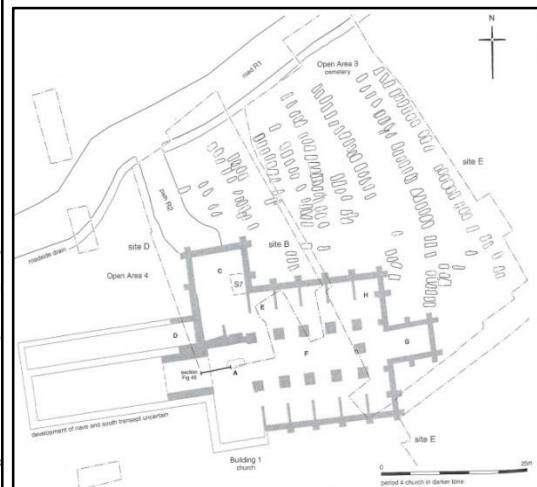 N
Open Area 3
cemetery
road R1
site E
path R2
roadside drain
site D
site B
Open Area 4
C
S7
E
H
D
F
G
section
Fig 45
A
development of nave and south transept uncertain
site E
Building 1
church
0
25m
period 4 church in darker tone